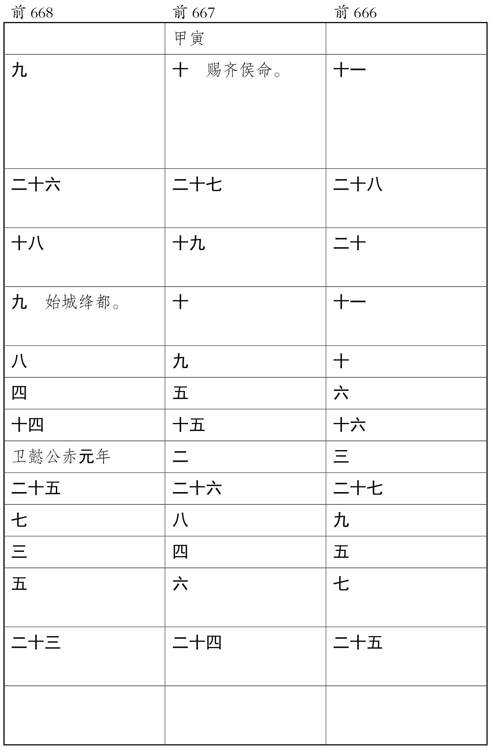 前 668 前 667 前 666
甲寅
九 十 赐齐侯命。 十一
二十六 二十七 二十八
十八 十九 二十
九 始城绛都。 十 十一
八 九 十
四 五 六
十四 十五 十六
卫懿公赤元年 二 三
二十五 二十六 二十七
七 八 九
三 四 五
五 六 七
二十三 二十四 二十五